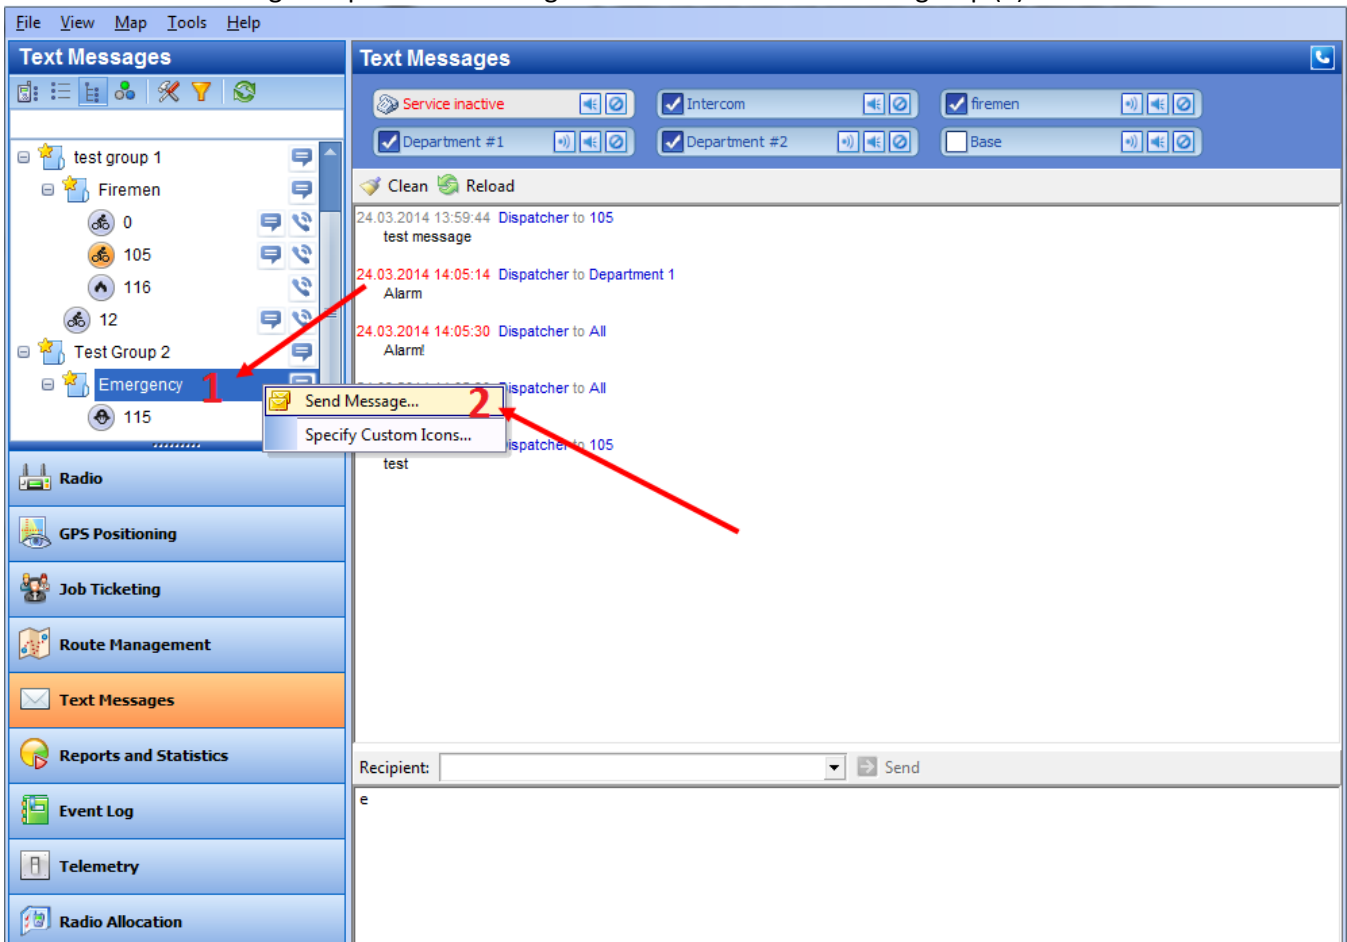 File View Map Tools Help
Text Messages
Text Messages
Service inactive
Intercom
firemen
Department #1
Department #2
Base
test group 1
Firemen
0
105
116
12
Test Group 2
Emergency 1
115
Clean Reload
24.03.2014 13:59:44 Dispatcher to 105
test message
24.03.2014 14:05:14 Dispatcher to Department 1
Alarm
24.03.2014 14:05:30 Dispatcher to All
Alarm!
Dispatcher to All
Send Message... 2
Specify Custom Icons...
Dispatcher to 105
test
Radio
GPS Positioning
Job Ticketing
Route Management
Text Messages
Reports and Statistics
Event Log
Telemetry
Radio Allocation
Recipient:
Send
e